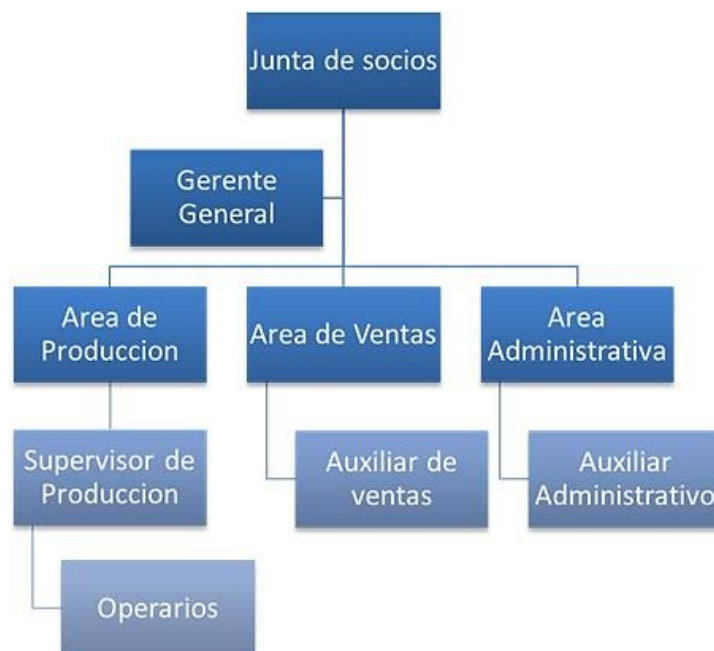 Junta de socios
Gerente
General
Area de
Produccion
Area de Ventas
Area
Administrativa
Supervisor de
Produccion
Auxiliar de
ventas
Auxiliar
Administrativo
Operarios